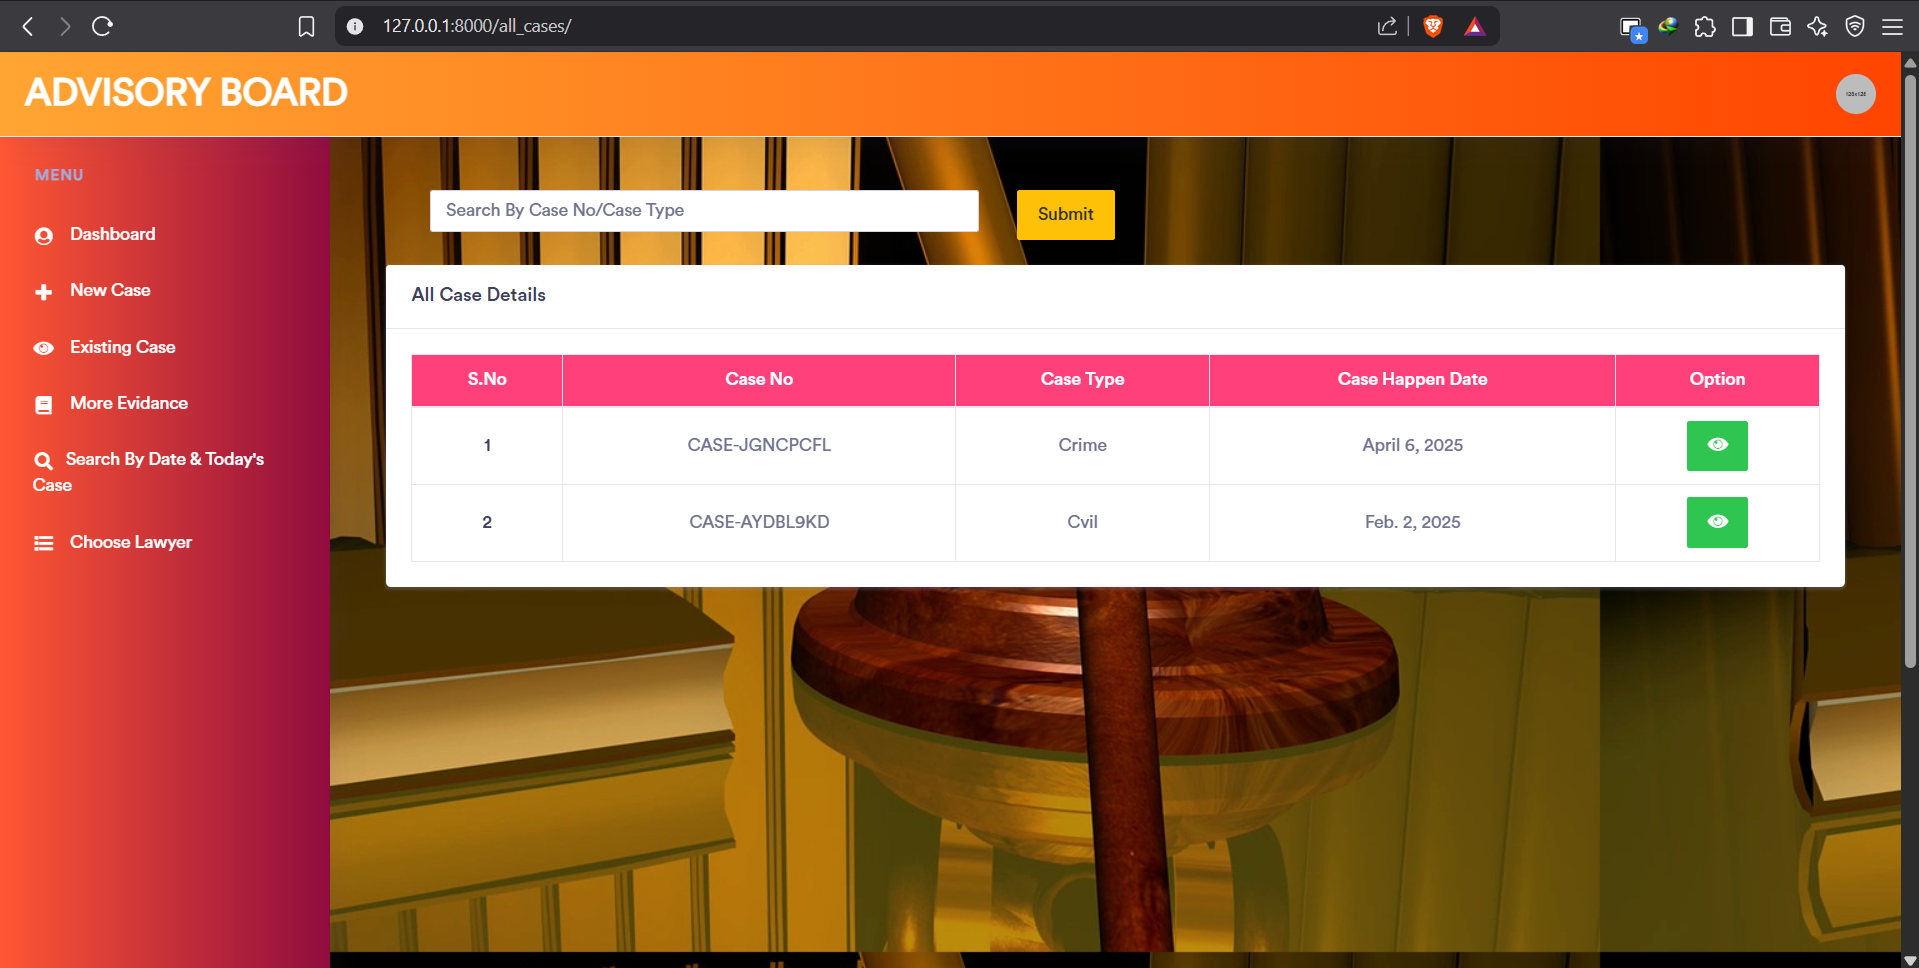 127.0.0.1:8000/all_cases/
ADVISORY BOARD
128x128
MENU
Dashboard
New Case
Existing Case
More Evidance
Search By Date & Today's
Case
Choose Lawyer
Search By Case No/Case Type
Submit
All Case Details
S.No Case No Case Type Case Happen Date Option
1 CASE-JGNCPCFL Crime April 6, 2025
2 CASE-AYDBL9KD Cvil Feb. 2, 2025